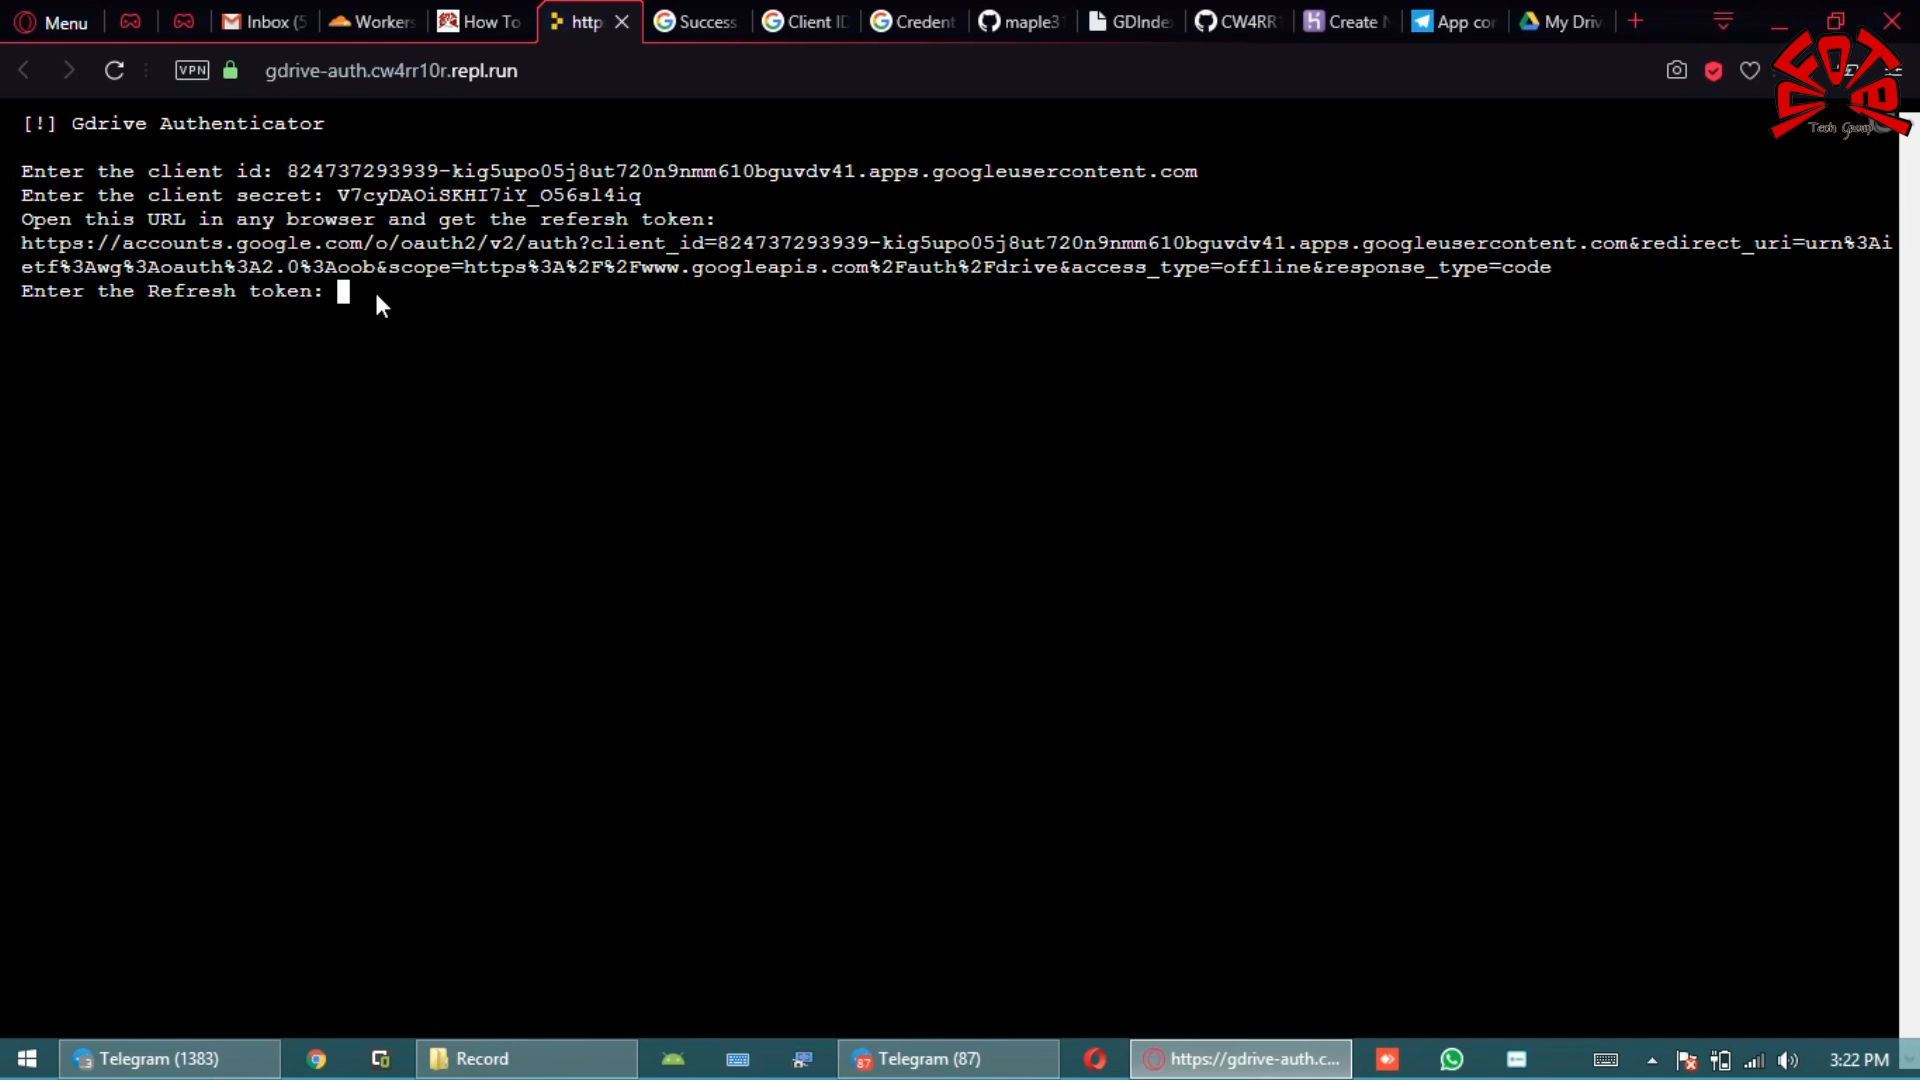 Menu
Inbox (5
Workers
How To
http
Success
Client ID
Credent
maple3
GDInde
CW4RR
Create
App cor
My Driv
VPN
gdrive-auth.cw4rr10r.repl.run
Tech Group
[!] Gdrive Authenticator
Enter the client id: 824737293939-kig5upo05j8ut720n9nmm610bguvdv41.apps.googleusercontent.com
Enter the client secret: V7cyDAOiSKHI7iY_O56sl4iq
Open this URL in any browser and get the refersh token:
https://accounts.google.com/o/oauth2/v2/auth?client_id=824737293939-kig5upo05j8ut720n9nmm610bguvdv41.apps.googleusercontent.com&redirect_uri=urn%3Ai
etf%3Awg%3Aoauth%3A2.0%3Aoob&scope=https%3A%2F%2Fwww.googleapis.com%2Fauth%2Fdrive&access_type=offline&response_type=code
Enter the Refresh token:
Telegram (1383)
Record
Telegram (87)
https://gdrive-auth.c...
3:22 PM